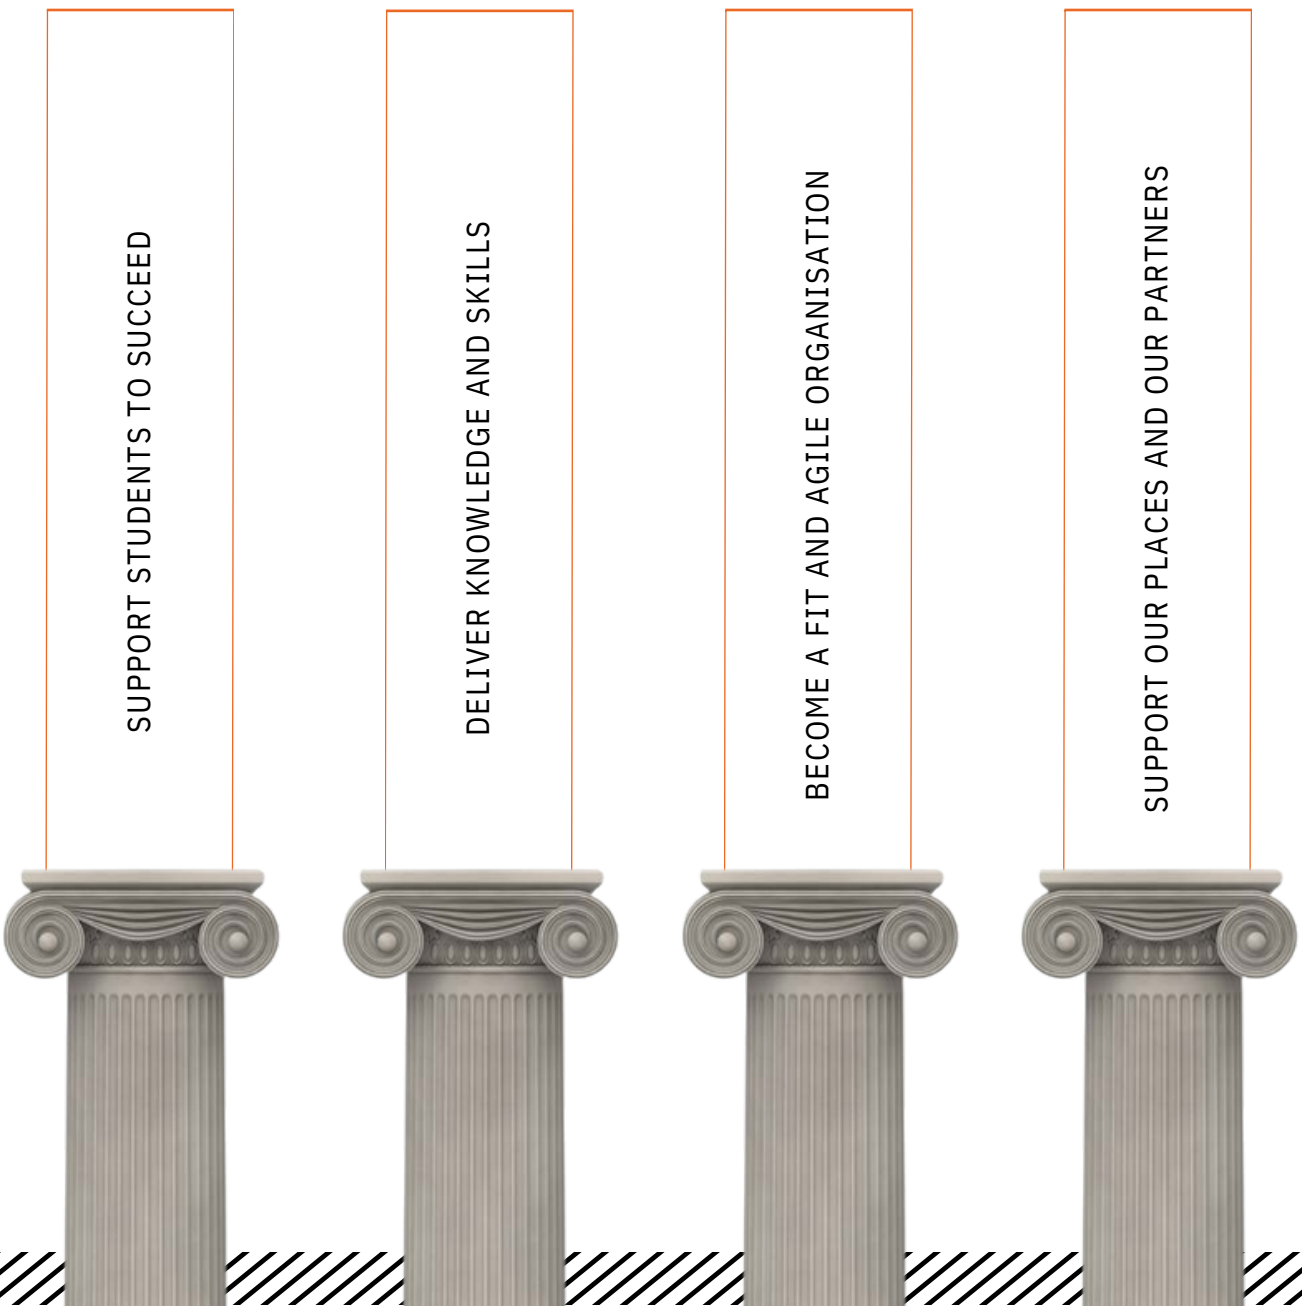 SUPPORT STUDENTS TO SUCCEED
DELIVER KNOWLEDGE AND SKILLS
BECOME A FIT AND AGILE ORGANISATION
SUPPORT OUR PLACES AND OUR PARTNERS